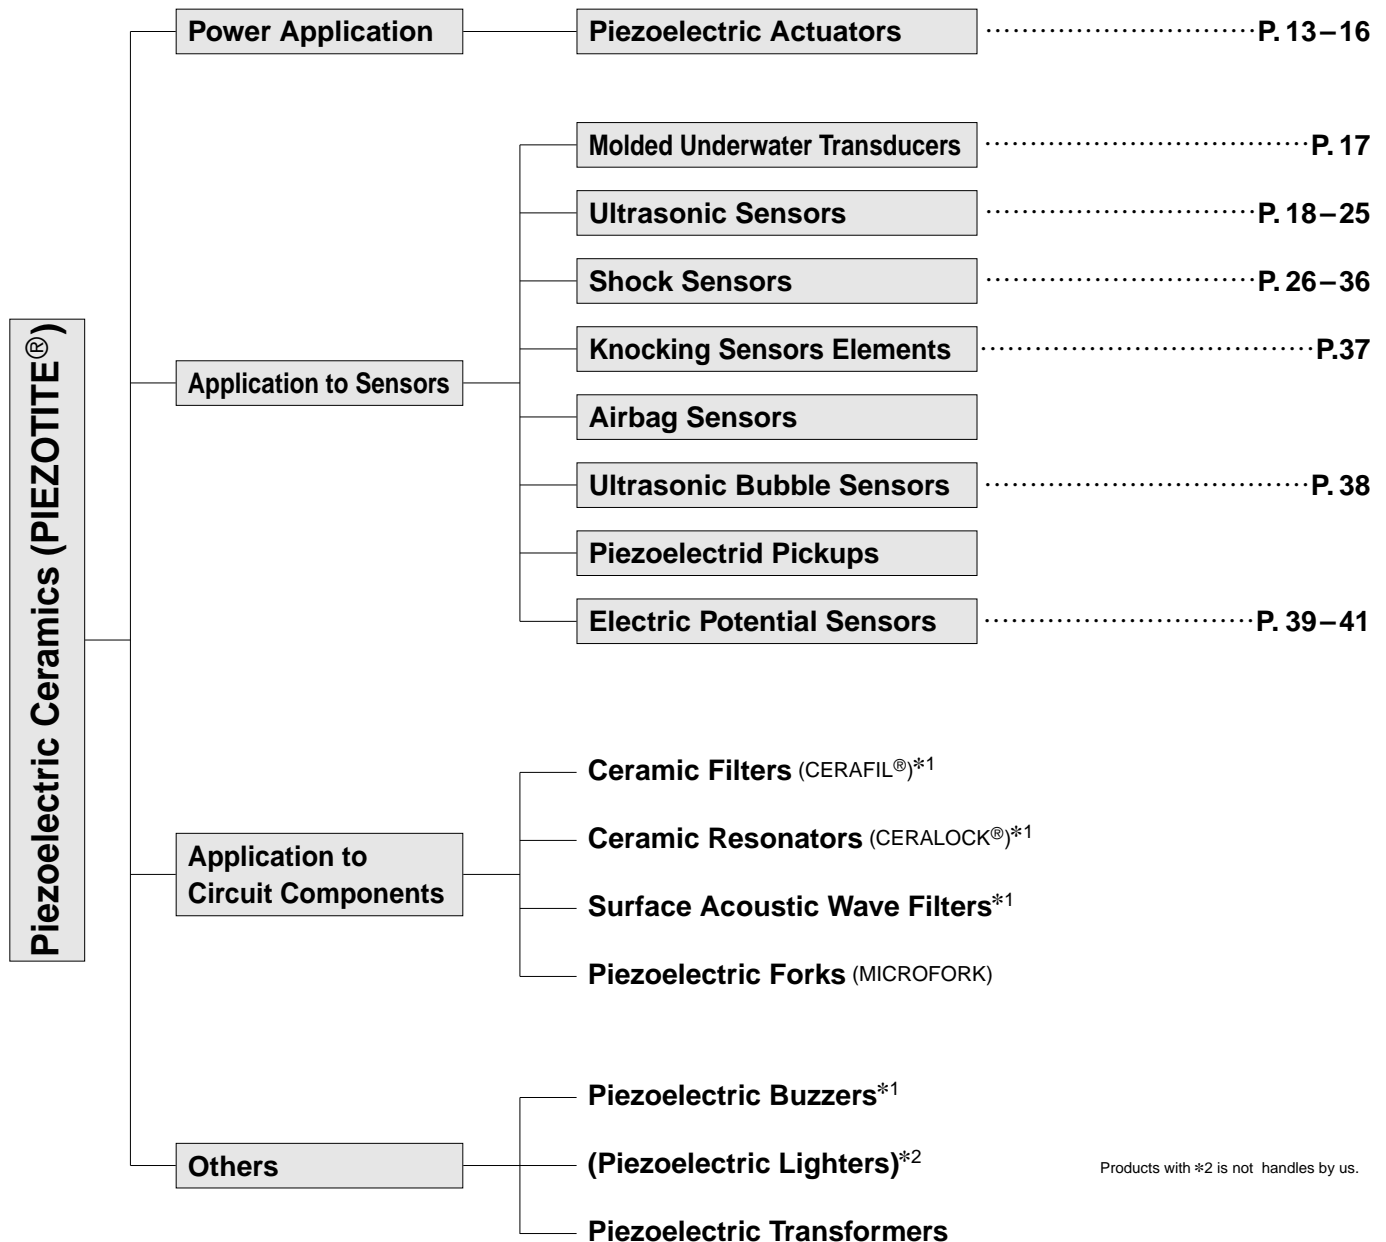 Piezoelectric Ceramics (PIEZOTITE®)
Power Application
Piezoelectric Actuators ······························ P. 13–16
Application to Sensors
Molded Underwater Transducers ···································· P. 17
Ultrasonic Sensors ······························ P. 18–25
Shock Sensors ······························ P. 26–36
Knocking Sensors Elements ····································· P.37
Airbag Sensors
Ultrasonic Bubble Sensors ···································· P. 38
Piezoelectrid Pickups
Electric Potential Sensors ······························ P. 39–41
Application to
Circuit Components
Ceramic Filters (CERAFIL®)*1
Ceramic Resonators (CERALOCK®)*1
Surface Acoustic Wave Filters*1
Piezoelectric Forks (MICROFORK)
Others
Piezoelectric Buzzers*1
(Piezoelectric Lighters)*2
Piezoelectric Transformers
Products with *2 is not handles by us.